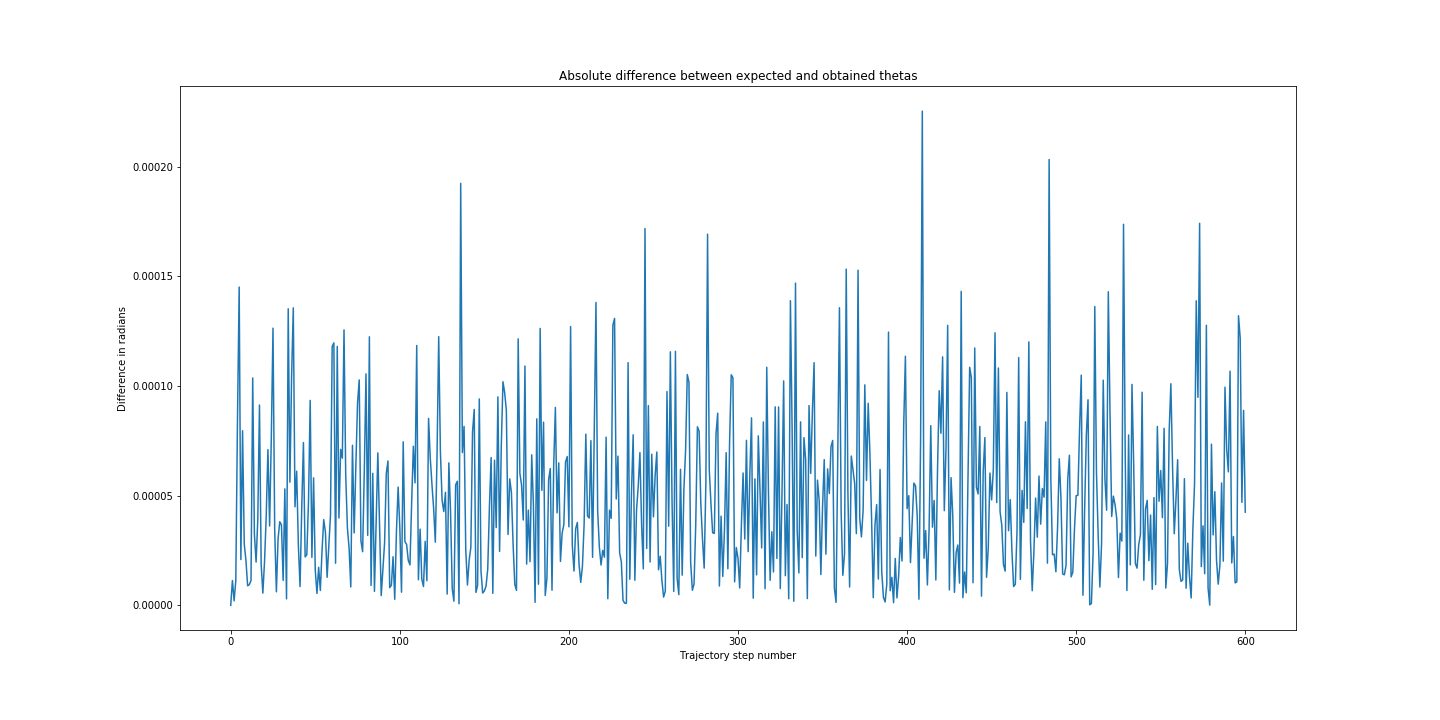 Absolute difference between expected and obtained thetas
0.00020
0.00015
0.00010
0.00005
0.00000
Difference in radians
0 100 200 300 400 500 600
Trajectory step number